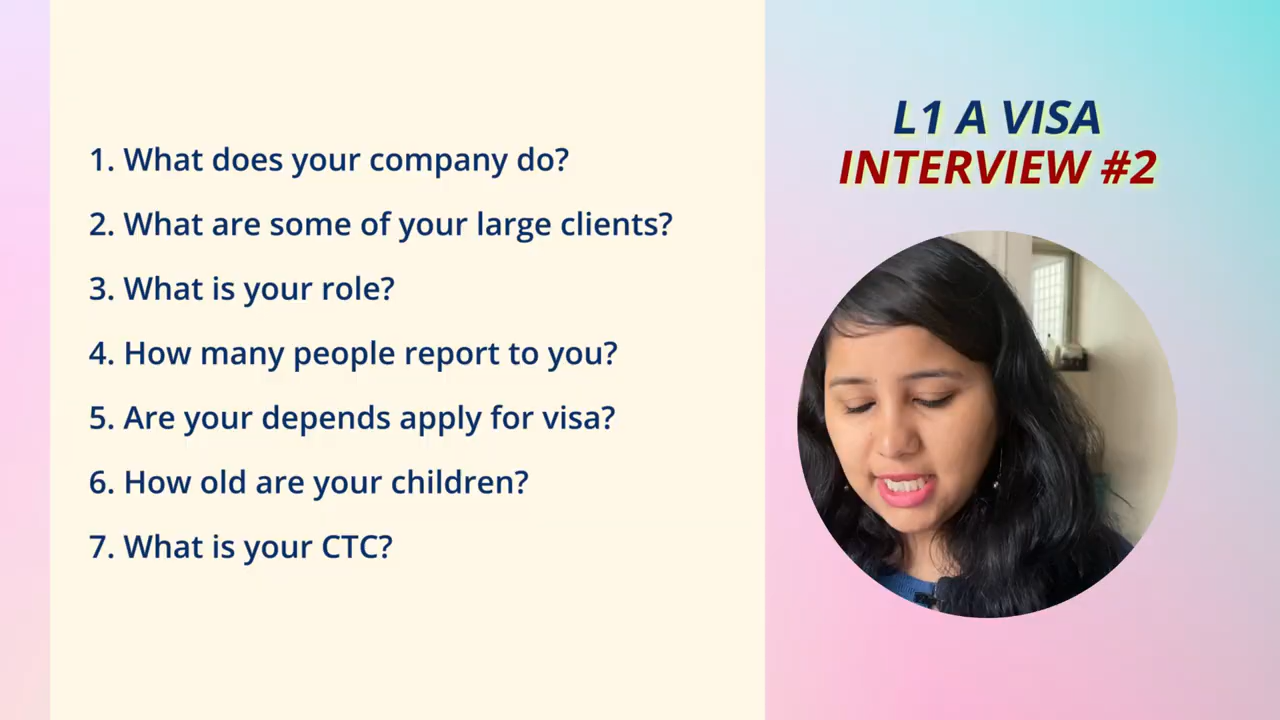 1. What does your company do?
2. What are some of your large clients?
3. What is your role?
4. How many people report to you?
5. Are your depends apply for visa?
6. How old are your children?
7. What is your CTC?
L1 A VISA
INTERVIEW #2